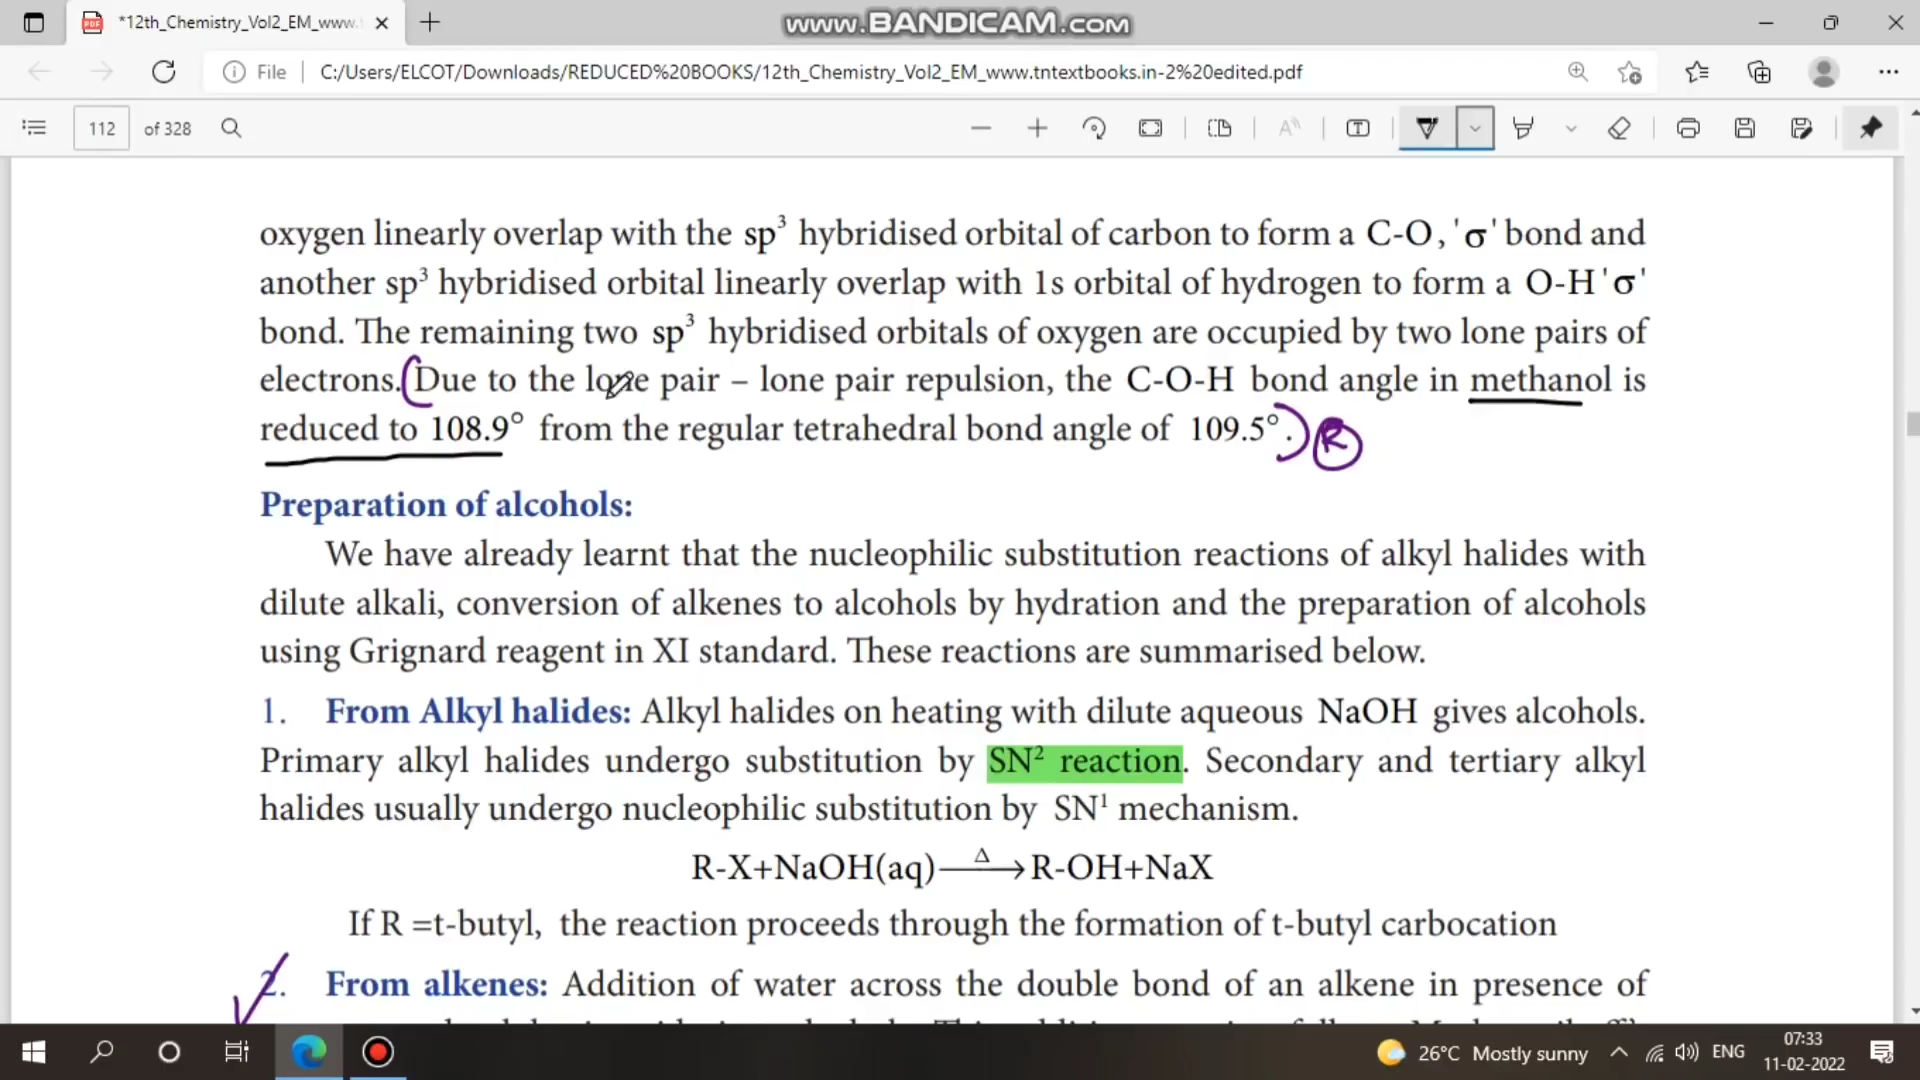 *12th_Chemistry_Vol2_EM_www.
www.BANDICAM.com
File
C:/Users/ELCOT/Downloads/REDUCED%20BOOKS/12th_Chemistry_Vol2_EM_www.tntextbooks.in-2%20edited.pdf
112 of 328
oxygen linearly overlap with the sp³ hybridised orbital of carbon to form a C-O, 'σ' bond and
another sp³ hybridised orbital linearly overlap with 1s orbital of hydrogen to form a O-H 'σ'
bond. The remaining two sp³ hybridised orbitals of oxygen are occupied by two lone pairs of
electrons. (Due to the lone pair – lone pair repulsion, the C-O-H bond angle in methanol is
reduced to 108.9° from the regular tetrahedral bond angle of 109.5°.) R
Preparation of alcohols:
We have already learnt that the nucleophilic substitution reactions of alkyl halides with
dilute alkali, conversion of alkenes to alcohols by hydration and the preparation of alcohols
using Grignard reagent in XI standard. These reactions are summarised below.
1. From Alkyl halides: Alkyl halides on heating with dilute aqueous NaOH gives alcohols.
Primary alkyl halides undergo substitution by SN² reaction. Secondary and tertiary alkyl
halides usually undergo nucleophilic substitution by SN¹ mechanism.
Δ
R-X+NaOH(aq)⟶R-OH+NaX
If R =t-butyl, the reaction proceeds through the formation of t-butyl carbocation
2. From alkenes: Addition of water across the double bond of an alkene in presence of
26°C Mostly sunny
ENG
07:33
11-02-2022